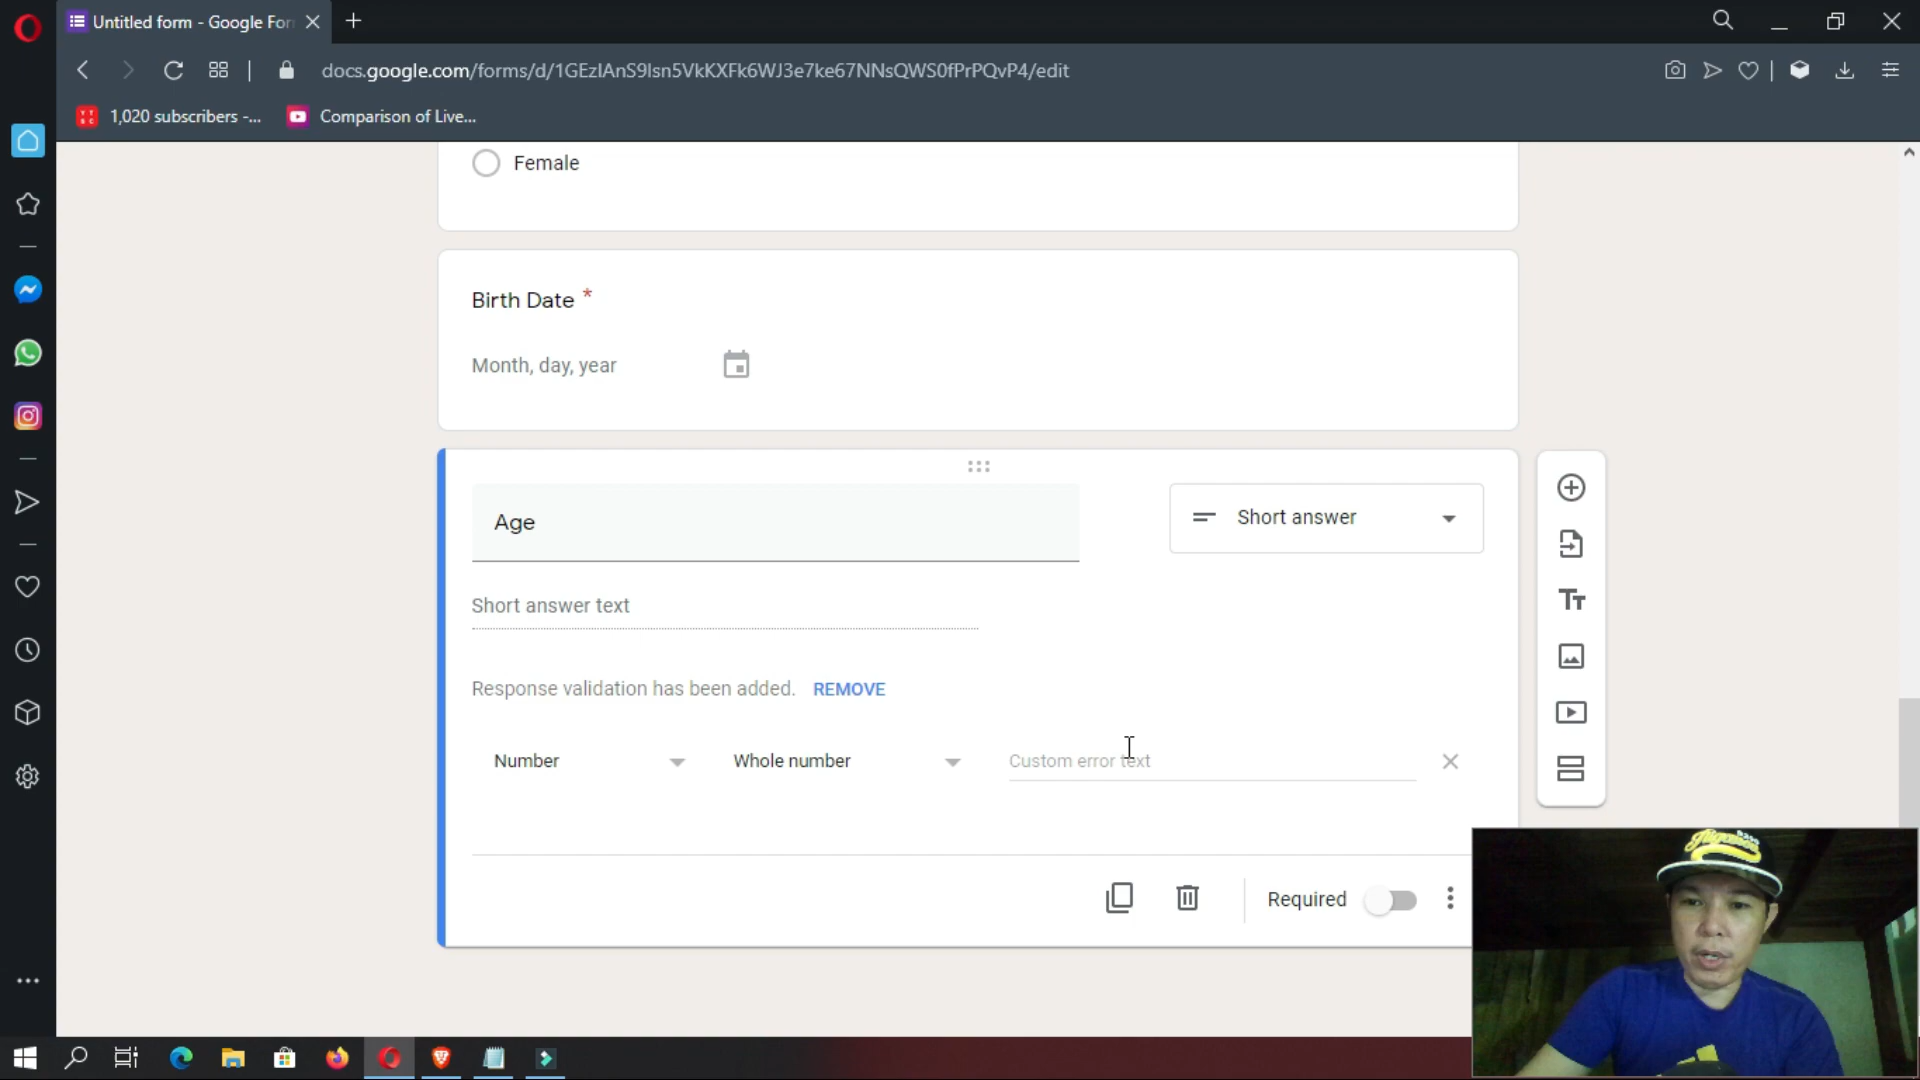 Untitled form - Google For
docs.google.com/forms/d/1GEzlAnS9lsn5VkKXFk6WJ3e7ke67NNsQWS0fPrPQvP4/edit
1,020 subscribers -...
Comparison of Live...
Female
Birth Date *
Month, day, year
Age
Short answer
Short answer text
Response validation has been added. REMOVE
Number
Whole number
Custom error text
Required